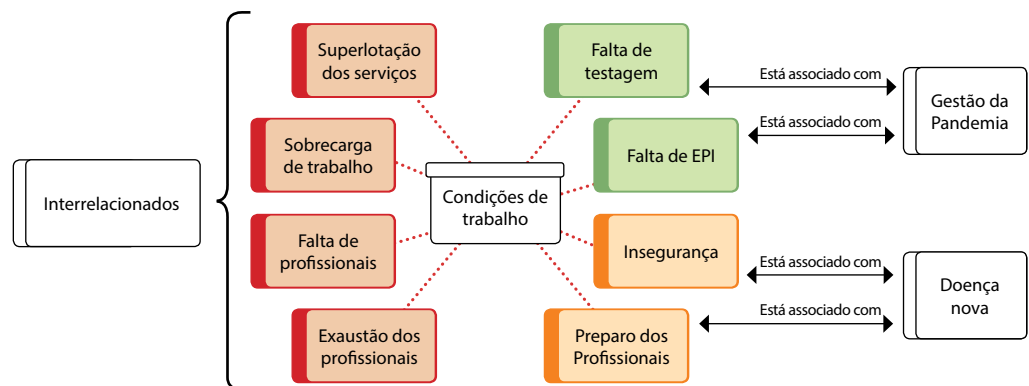 Interrelacionados
Superlotação
dos serviços
Sobrecarga
de trabalho
Falta de
profissionais
Exaustão dos
profissionais
Condições de
trabalho
Falta de
testagem
Falta de EPI
Insegurança
Preparo dos
Profissionais
Está associado com
Está associado com
Gestão da
Pandemia
Está associado com
Está associado com
Doença
nova